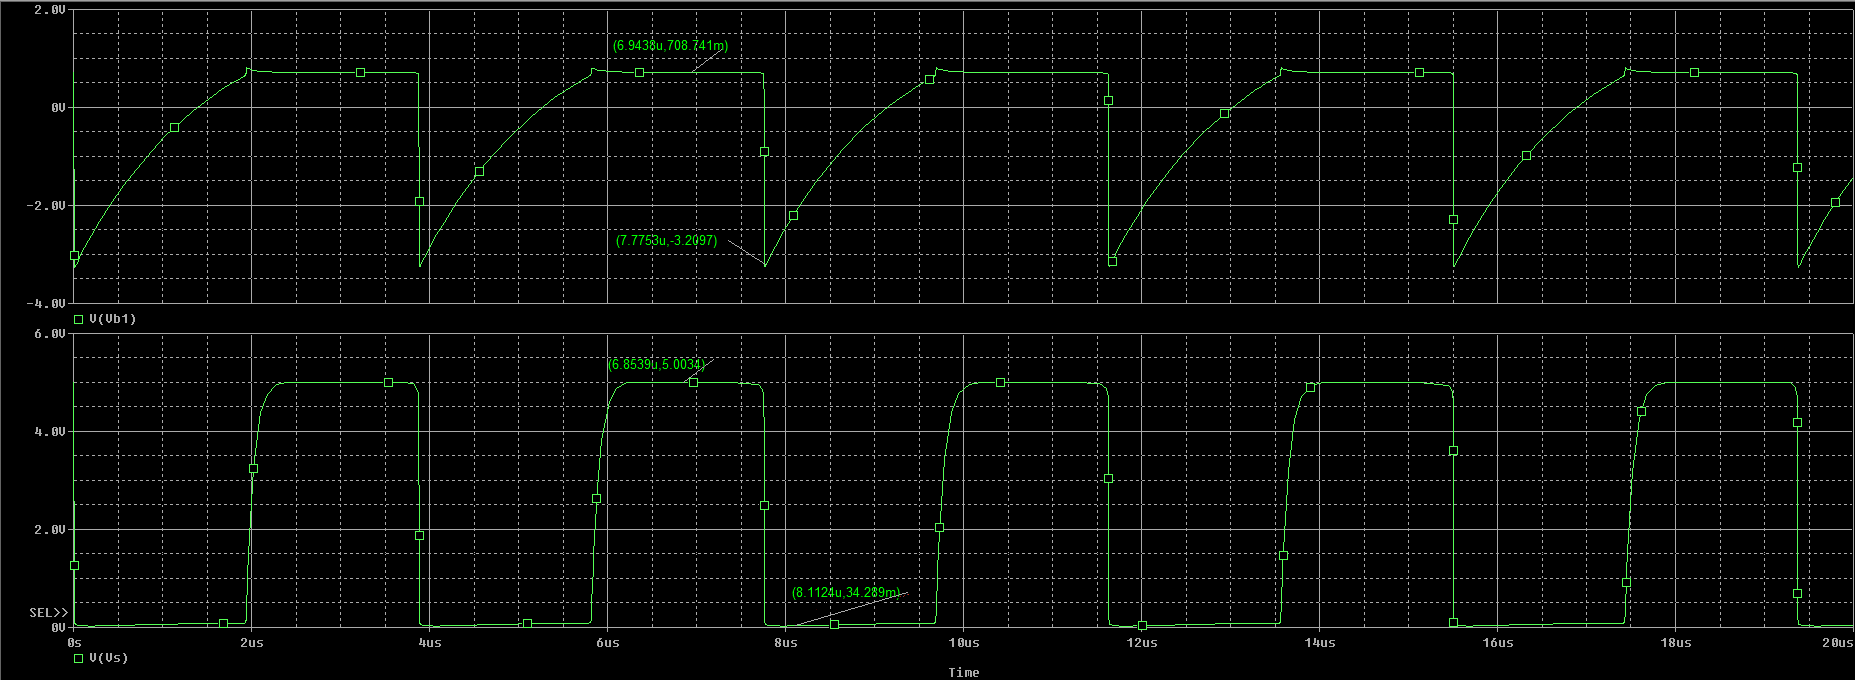 2.0V
(6.9438u,708.741m)
0V
-2.0V
(7.7753u,-3.2097)
-4.0V
V(Vb1)
6.0V
(6.8539u,5.0034)
4.0V
2.0V
(8.1124u,34.289m)
SEL>>
0V
0s 2us 4us 6us 8us 10us 12us 14us 16us 18us 20us
V(Vs)
Time